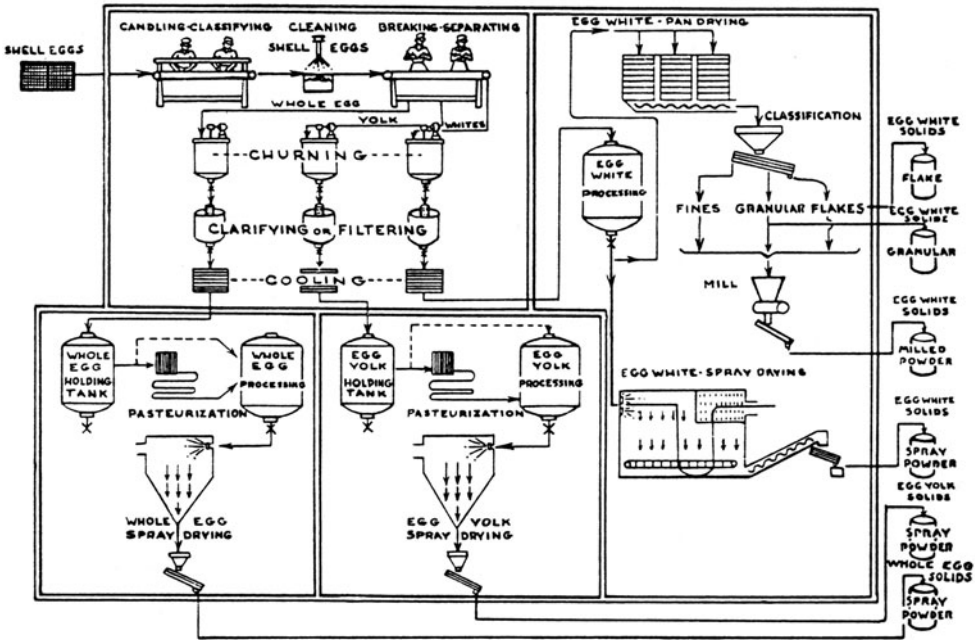 CANDLING-CLASSIFYING
CLEANING
SHELL EGGS
BREAKING-SEPARATING
SHELL EGGS
WHOLE EGG
YOLK
WHITES
CHURNING
CLARIFYING OR FILTERING
COOLING
EGG WHITE-PAN DRYING
CLASSIFICATION
EGG
WHITE
PROCESSING
FINES
GRANULAR
FLAKES
MILL
EGG WHITE-SPRAY DRYING
EGG WHITE
SOLIDS
FLAKE
EGG WHITE
SOLIDS
GRANULAR
EGG WHITE
SOLIDS
MILLED
POWDER
EGG WHITE
SOLIDS
SPRAY
POWDER
EGG YOLK
SOLIDS
SPRAY
POWDER
WHOLE EGG
SOLIDS
SPRAY
POWDER
WHOLE
EGG
HOLDING
TANK
PASTEURIZATION
WHOLE
EGG
PROCESSING
WHOLE EGG
SPRAY DRYING
EGG
YOLK
HOLDING
TANK
PASTEURIZATION
EGG
YOLK
PROCESSING
EGG YOLK
SPRAY DRYING